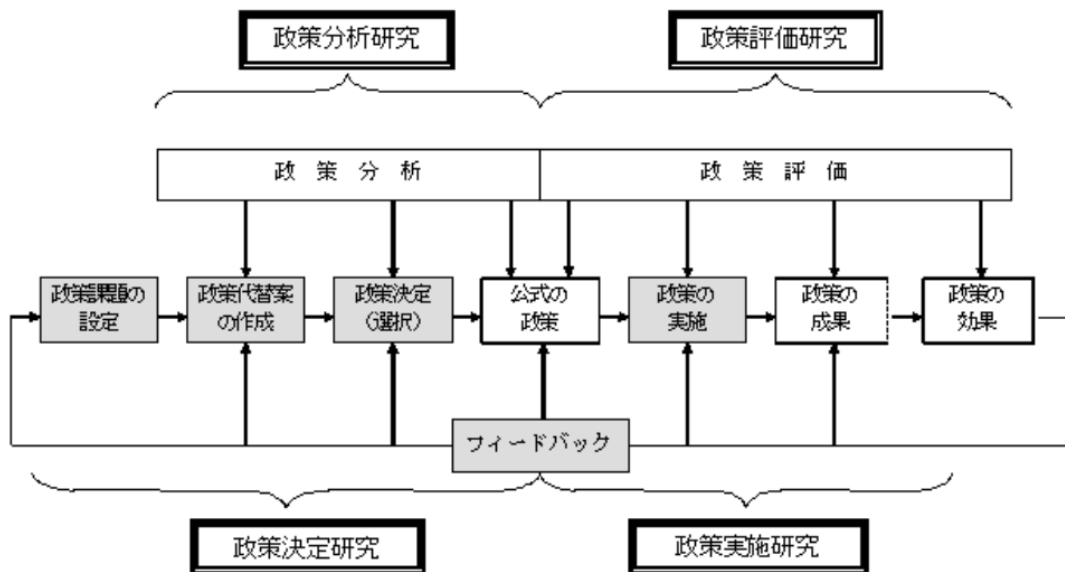 政策分析研究
政策評価研究
政策分析
政策評価
政策課題の
設定
政策代替案
の作成
政策決定
(選択)
公式の
政策
政策の
実施
政策の
成果
政策の
効果
フィードバック
政策決定研究
政策実施研究